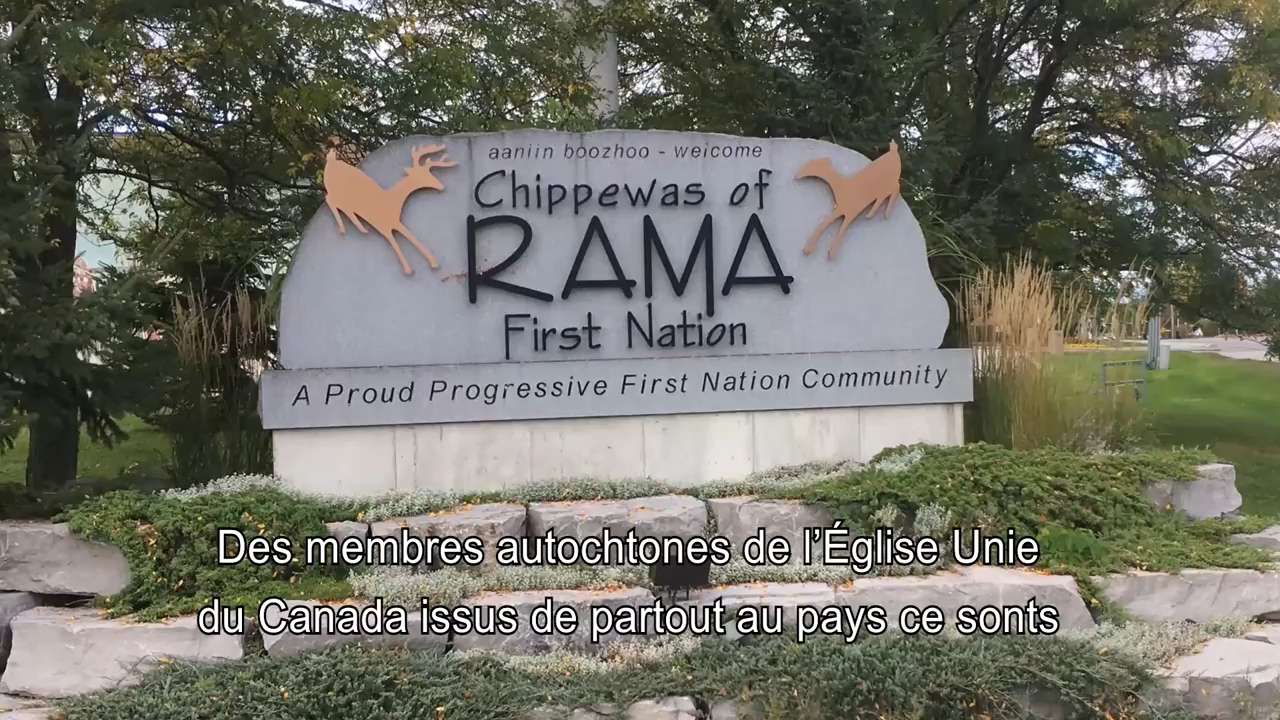 aaniin boozhoo - welcome
Chippewas of
RAMA
First Nation
A Proud Progressive First Nation Community
Des membres autochtones de l’Église Unie
du Canada issus de partout au pays ce sonts